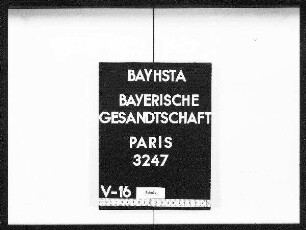 BAYHSTA
BAYERISCHE
GESANDTSCHAFT
PARIS
3247
V-16